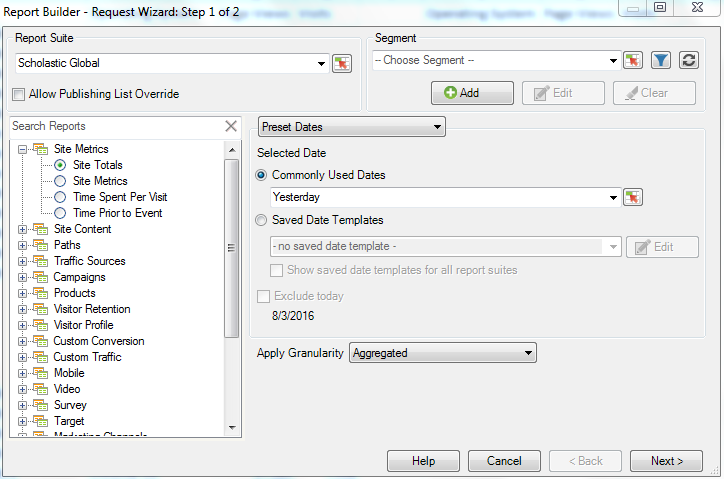 Report Builder - Request Wizard: Step 1 of 2
Report Suite
Scholastic Global
Allow Publishing List Override
Segment
-- Choose Segment --
Add
Edit
Clear
Search Reports
Site Metrics
Site Totals
Site Metrics
Time Spent Per Visit
Time Prior to Event
Site Content
Paths
Traffic Sources
Campaigns
Products
Visitor Retention
Visitor Profile
Custom Conversion
Custom Traffic
Mobile
Video
Survey
Target
Marketing Channels
Preset Dates
Selected Date
Commonly Used Dates
Yesterday
Saved Date Templates
- no saved date template -
Edit
Show saved date templates for all report suites
Exclude today
8/3/2016
Apply Granularity
Aggregated
Help
Cancel
< Back
Next >